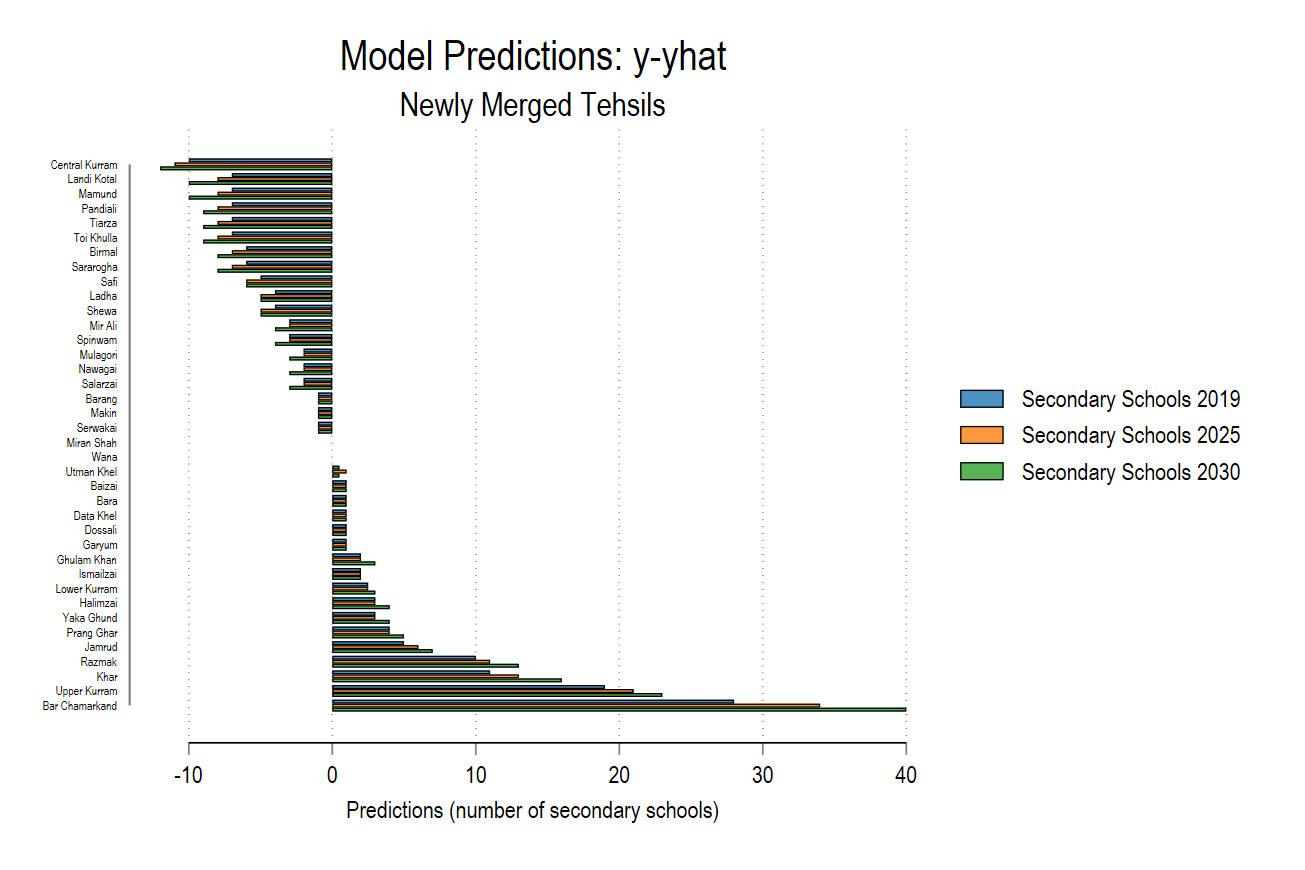 Model Predictions: y-yhat
Newly Merged Tehsils
Central Kurram
Landi Kotal
Mamund
Pandiali
Tiarza
Toi Khulla
Birmal
Sararogha
Safi
Ladha
Shewa
Mir Ali
Spinwam
Mulagori
Nawagai
Salarzai
Barang
Makin
Serwakai
Miran Shah
Wana
Utman Khel
Baizai
Bara
Data Khel
Dossali
Garyum
Ghulam Khan
Ismailzai
Lower Kurram
Halimzai
Yaka Ghund
Prang Ghar
Jamrud
Razmak
Khar
Upper Kurram
Bar Chamarkand
-10 0 10 20 30 40
Predictions (number of secondary schools)
Secondary Schools 2019
Secondary Schools 2025
Secondary Schools 2030